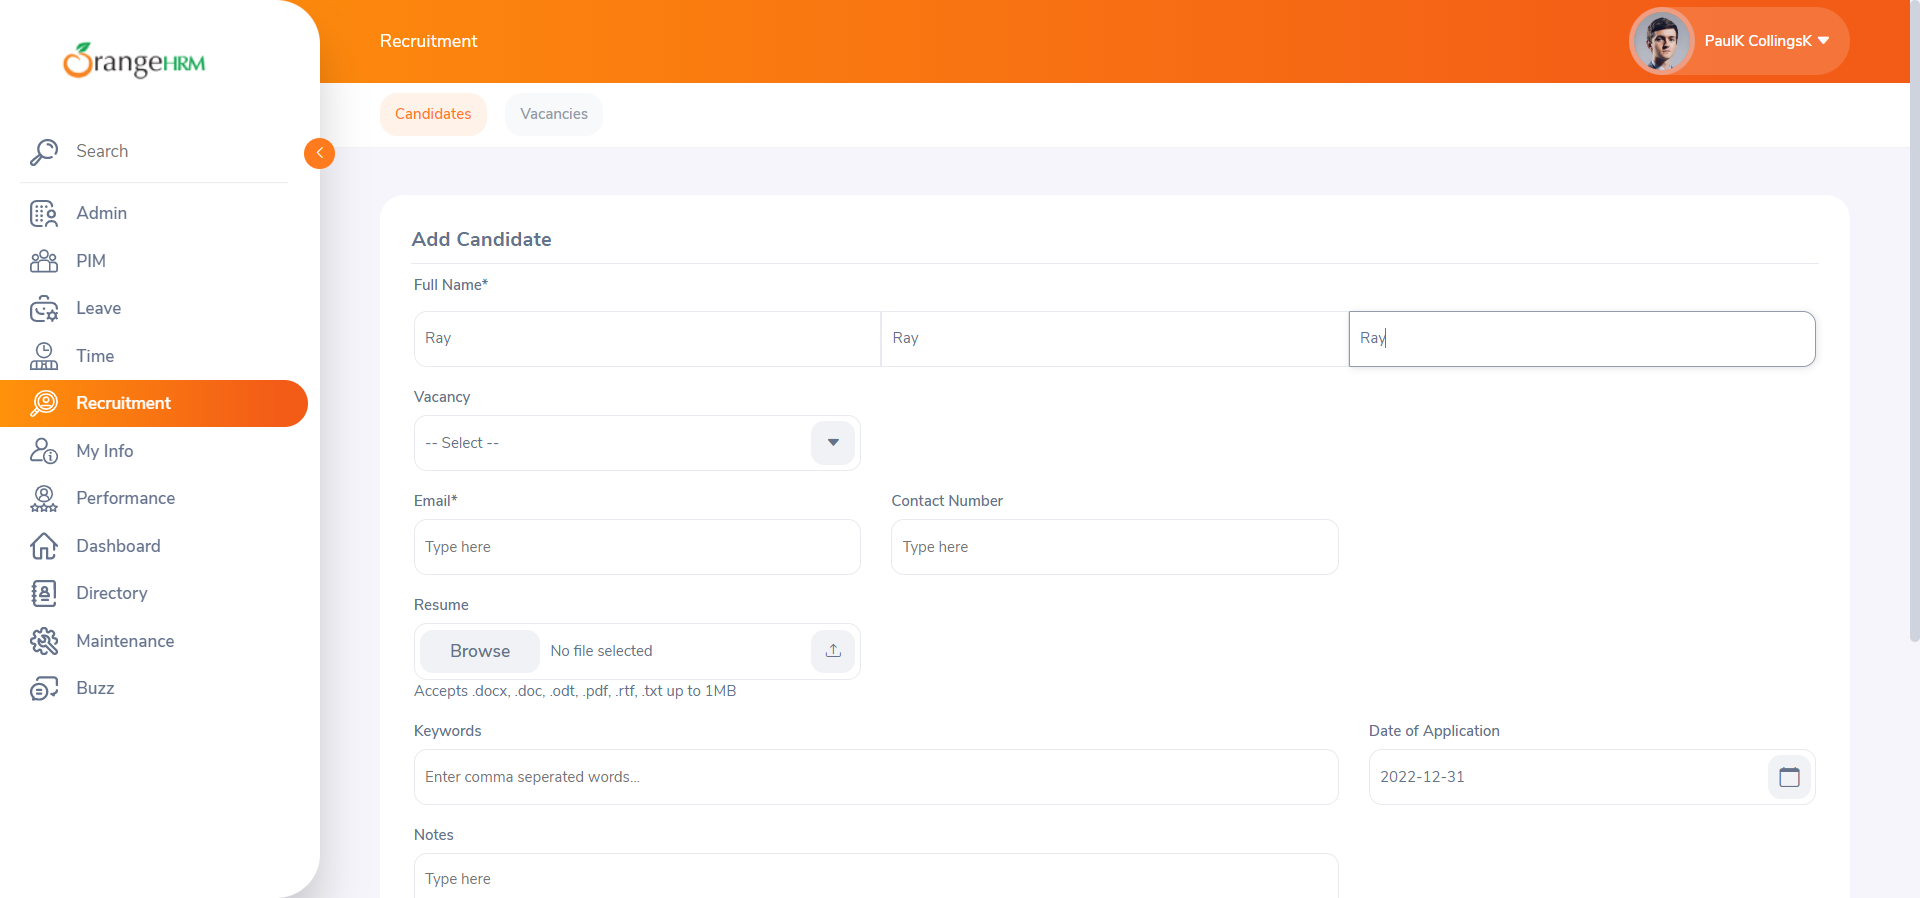 OrangeHRM
Recruitment
PaulK CollingsK
Candidates
Vacancies
Search
Admin
PIM
Leave
Time
Recruitment
My Info
Performance
Dashboard
Directory
Maintenance
Buzz
Add Candidate
Full Name*
Ray
Ray
Ray
Vacancy
-- Select --
Email*
Contact Number
Type here
Type here
Resume
Browse
No file selected
Accepts .docx, .doc, .odt, .pdf, .rtf, .txt up to 1MB
Keywords
Date of Application
Enter comma seperated words...
2022-12-31
Notes
Type here